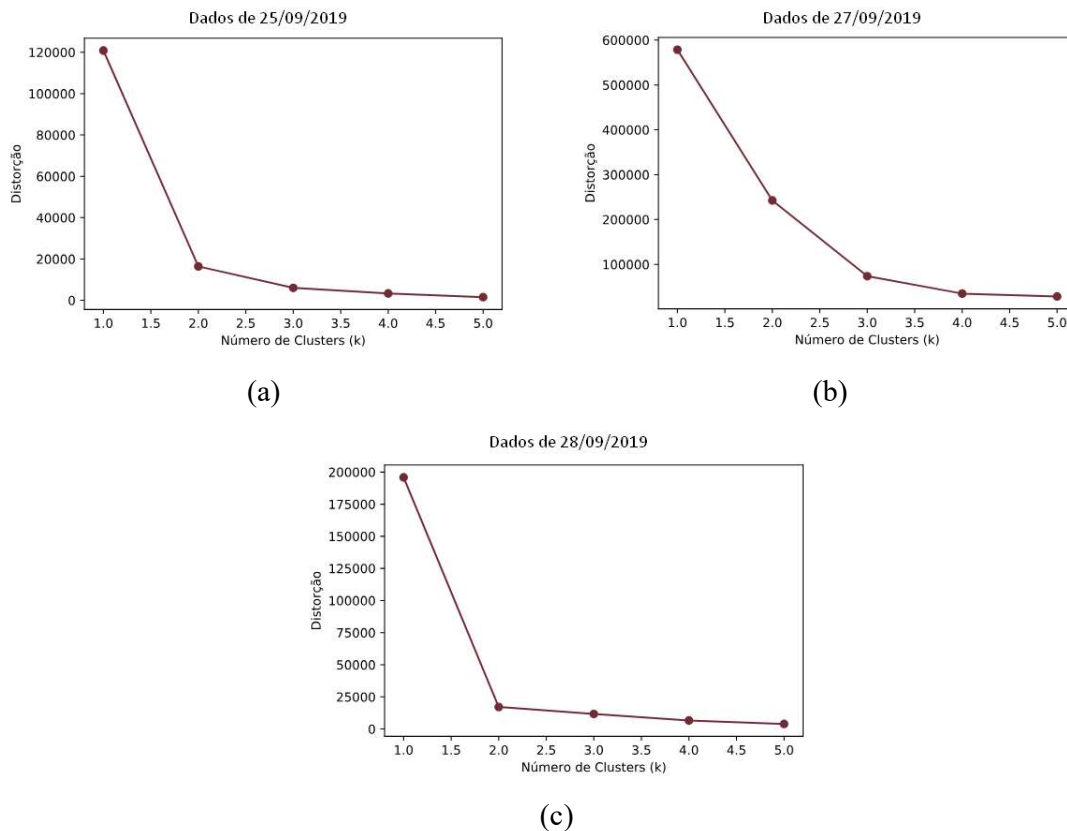 Dados de 25/09/2019
120000
100000
80000
60000
40000
20000
0
Distorção
1.0 1.5 2.0 2.5 3.0 3.5 4.0 4.5 5.0
Número de Clusters (k)
(a)
Dados de 27/09/2019
600000
500000
400000
300000
200000
100000
Distorção
1.0 1.5 2.0 2.5 3.0 3.5 4.0 4.5 5.0
Número de Clusters (k)
(b)
Dados de 28/09/2019
200000
175000
150000
125000
100000
75000
50000
25000
0
Distorção
1.0 1.5 2.0 2.5 3.0 3.5 4.0 4.5 5.0
Número de Clusters (k)
(c)